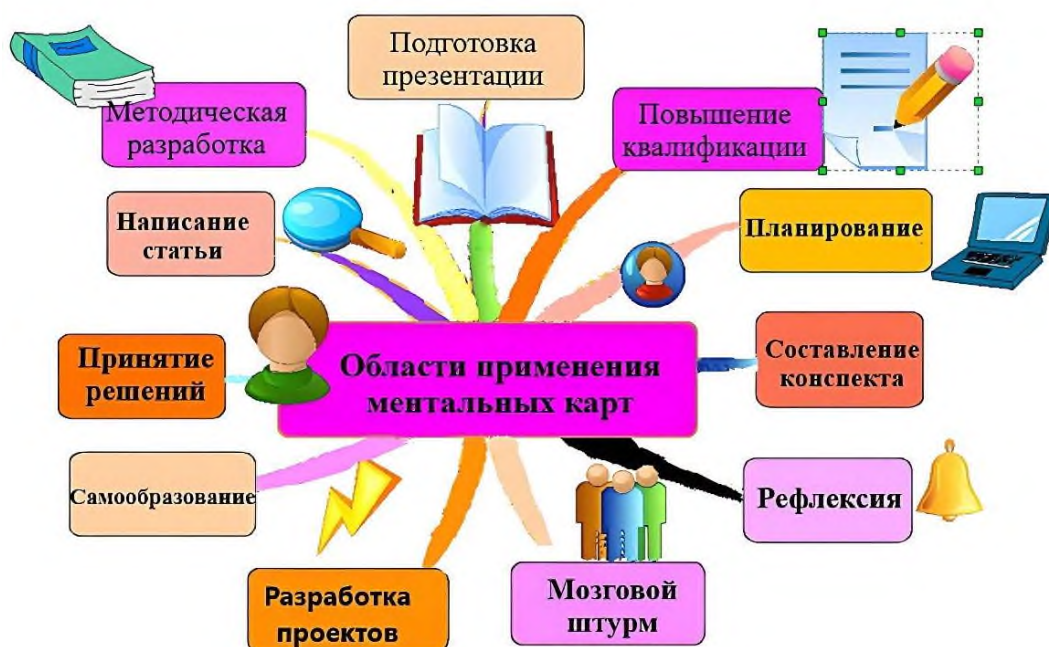 Подготовка
презентации
Методическая
разработка
Повышение
квалификации
Написание
статьи
Планирование
Принятие
решений
Области применения
ментальных карт
Составление
конспекта
Самообразование
Рефлексия
Разработка
проектов
Мозговой
штурм